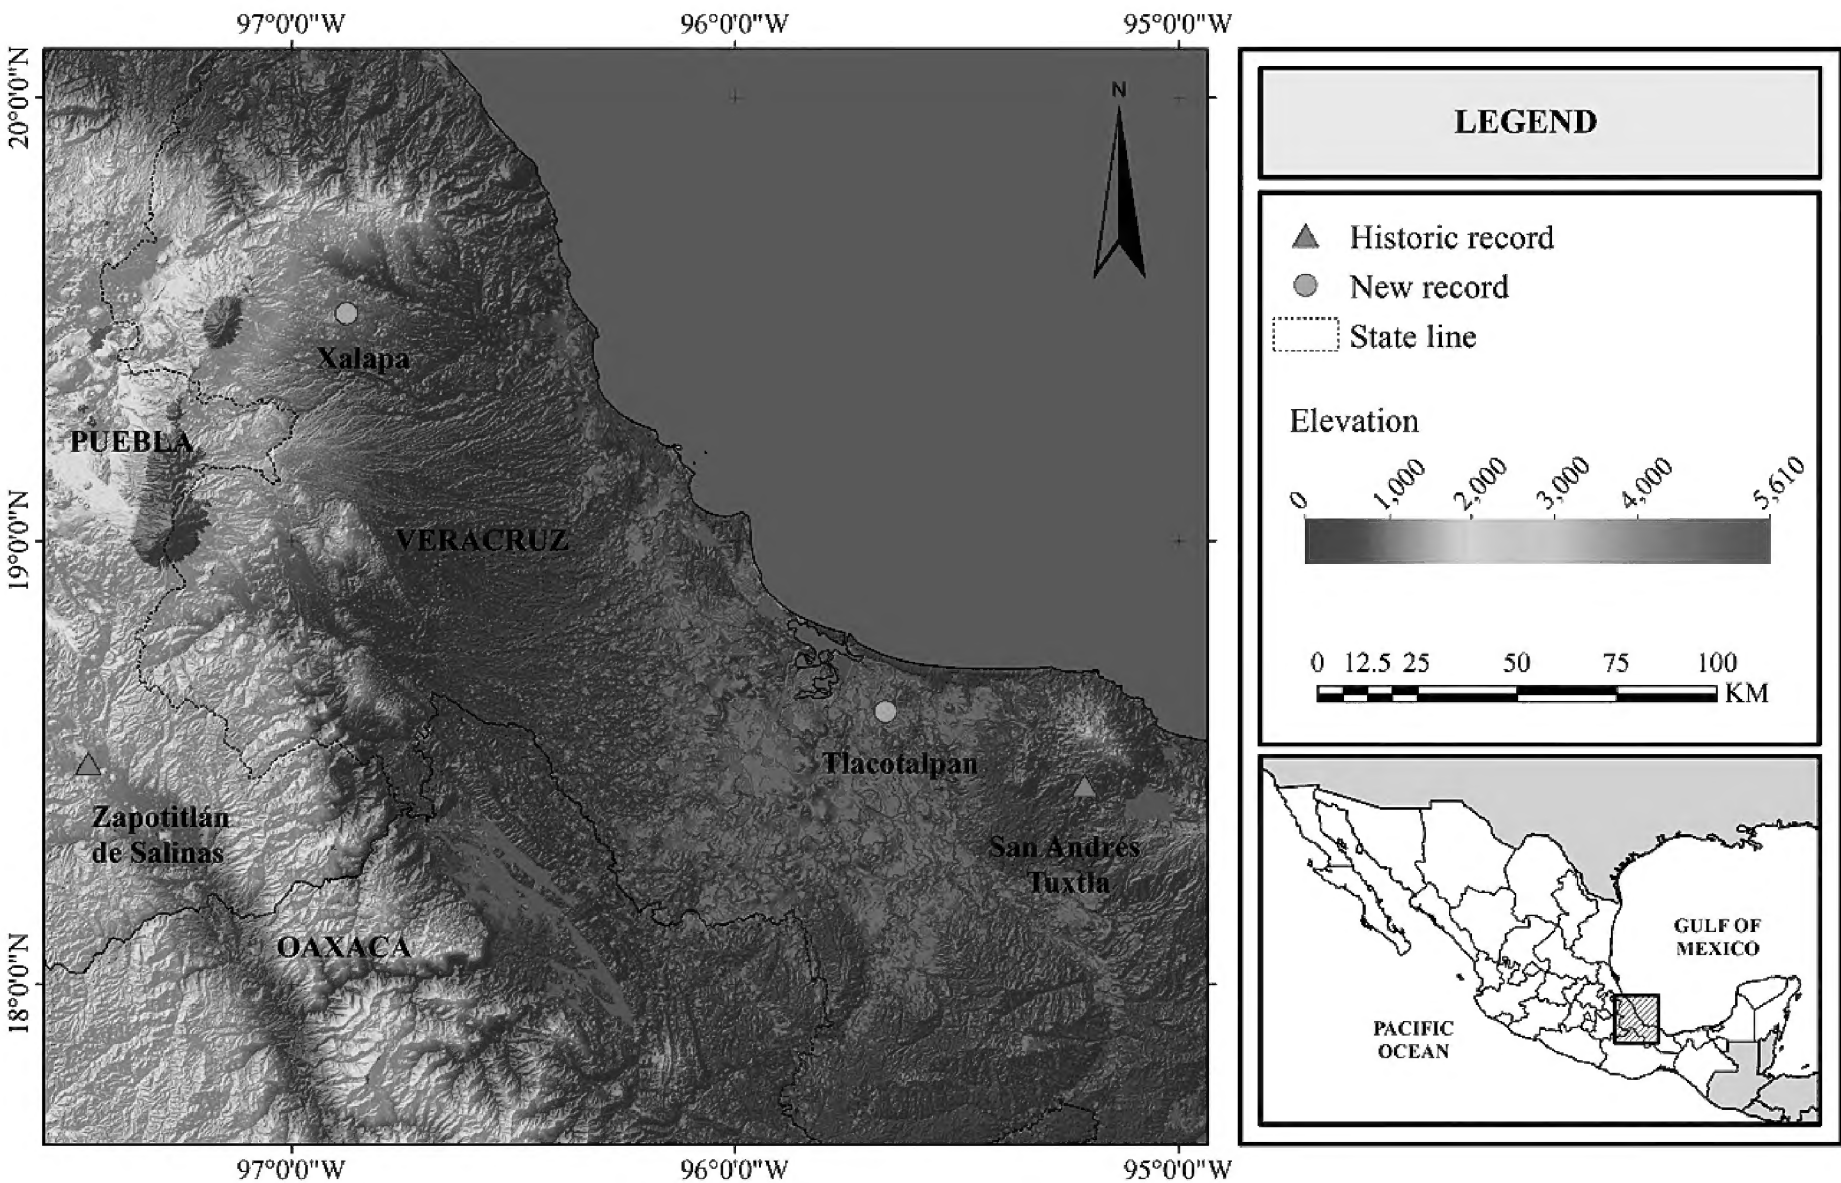 97°0'0"W
96°0'0"W
95°0'0"W
20°0'0"N
19°0'0"N
18°0'0"N
N
Xalapa
PUEBLA
VERACRUZ
Tlacotalpan
Zapotitlán
de Salinas
San Andrés
Tuxtla
OAXACA
97°0'0"W
96°0'0"W
95°0'0"W
LEGEND
Historic record
New record
State line
Elevation
0 1,000 2,000 3,000 4,000 5,610
0 12.5 25 50 75 100
KM
GULF OF
MEXICO
PACIFIC
OCEAN